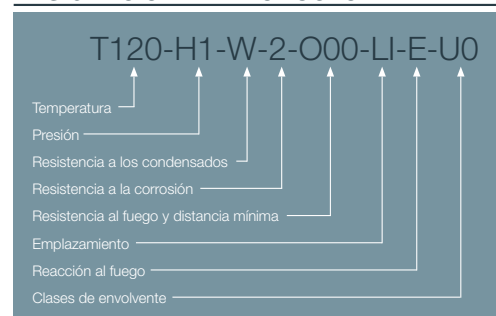 T120-H1-W-2-O00-LI-E-U0
Temperatura
Presión
Resistencia a los condensados
Resistencia a la corrosión
Resistencia al fuego y distancia mínima
Emplazamiento
Reacción al fuego
Clases de envolvente